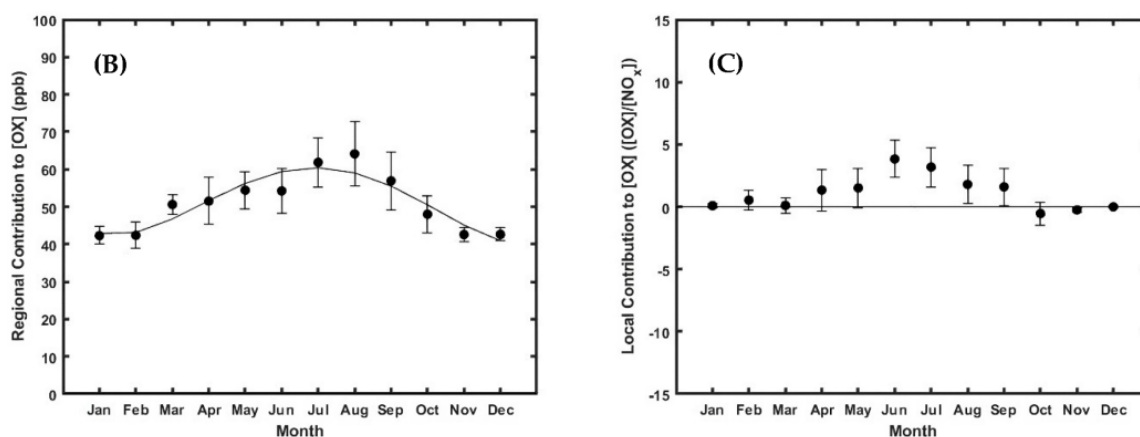 (B)
Regional Contribution to [OX] (ppb)
100
90
80
70
60
50
40
30
20
10
0
Jan Feb Mar Apr May Jun Jul Aug Sep Oct Nov Dec
Month
(C)
Local Contribution to [OX] ([OX]/[NOx])
15
10
5
0
-5
-10
-15
Jan Feb Mar Apr May Jun Jul Aug Sep Oct Nov Dec
Month